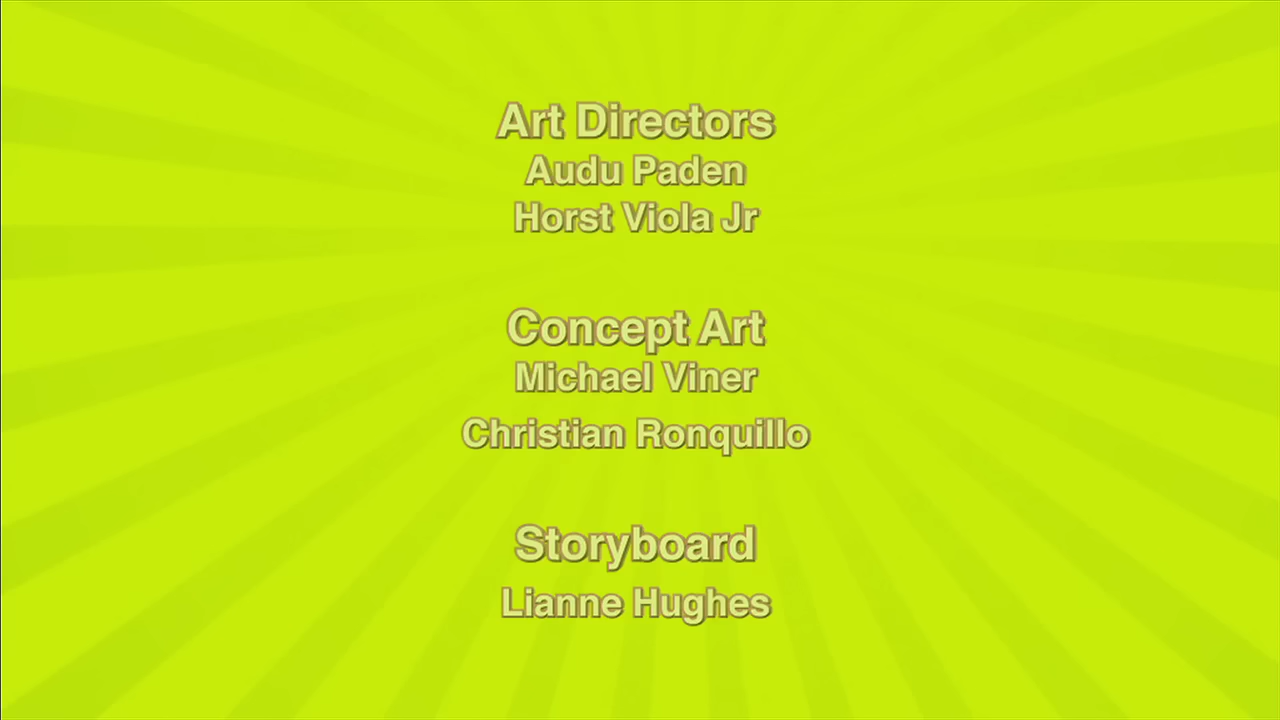 Art Directors
Audu Paden
Horst Viola Jr
Concept Art
Michael Viner
Christian Ronquillo
Storyboard
Lianne Hughes